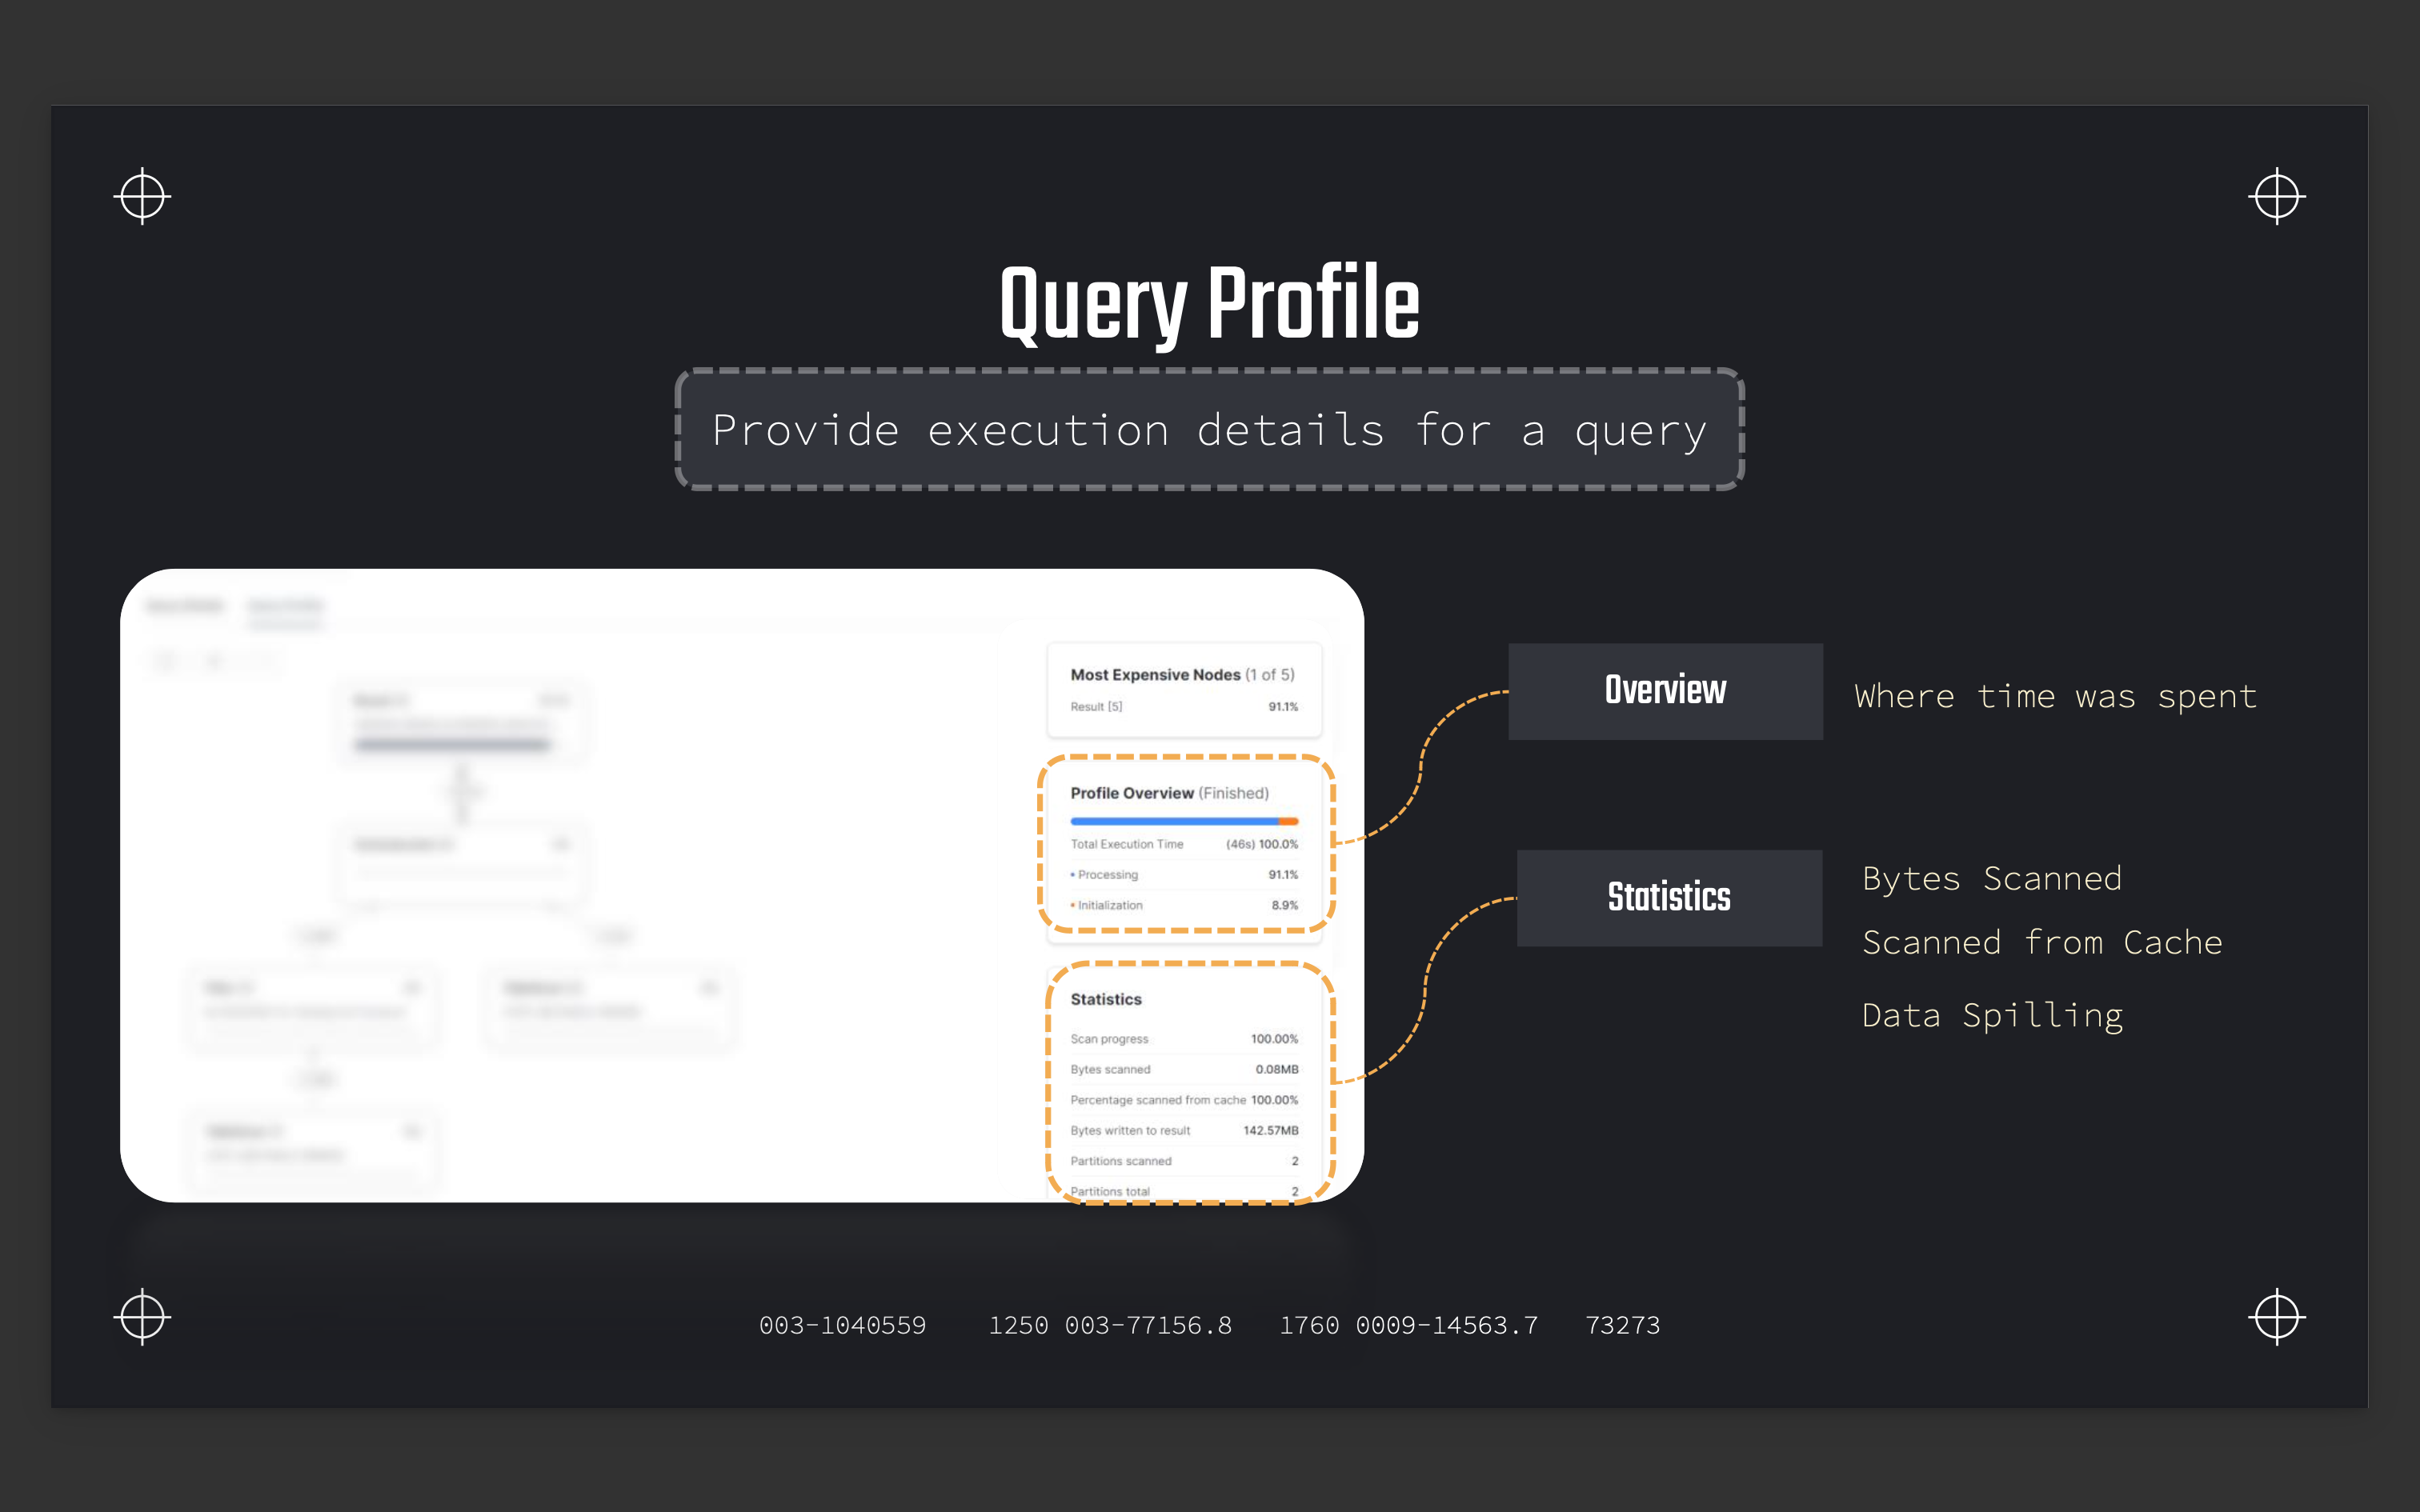 Query Profile
Provide execution details for a query
Most Expensive Nodes (1 of 5)
Result [5] 91.1%
Profile Overview (Finished)
Total Execution Time (46s) 100.0%
Processing 91.1%
Initialization 8.9%
Statistics
Scan progress 100.00%
Bytes scanned 0.08MB
Percentage scanned from cache 100.00%
Bytes written to result 142.57MB
Partitions scanned 2
Partitions total 2
Overview
Where time was spent
Statistics
Bytes Scanned
Scanned from Cache
Data Spilling
003-1040559 1250 003-77156.8 1760 0009-14563.7 73273